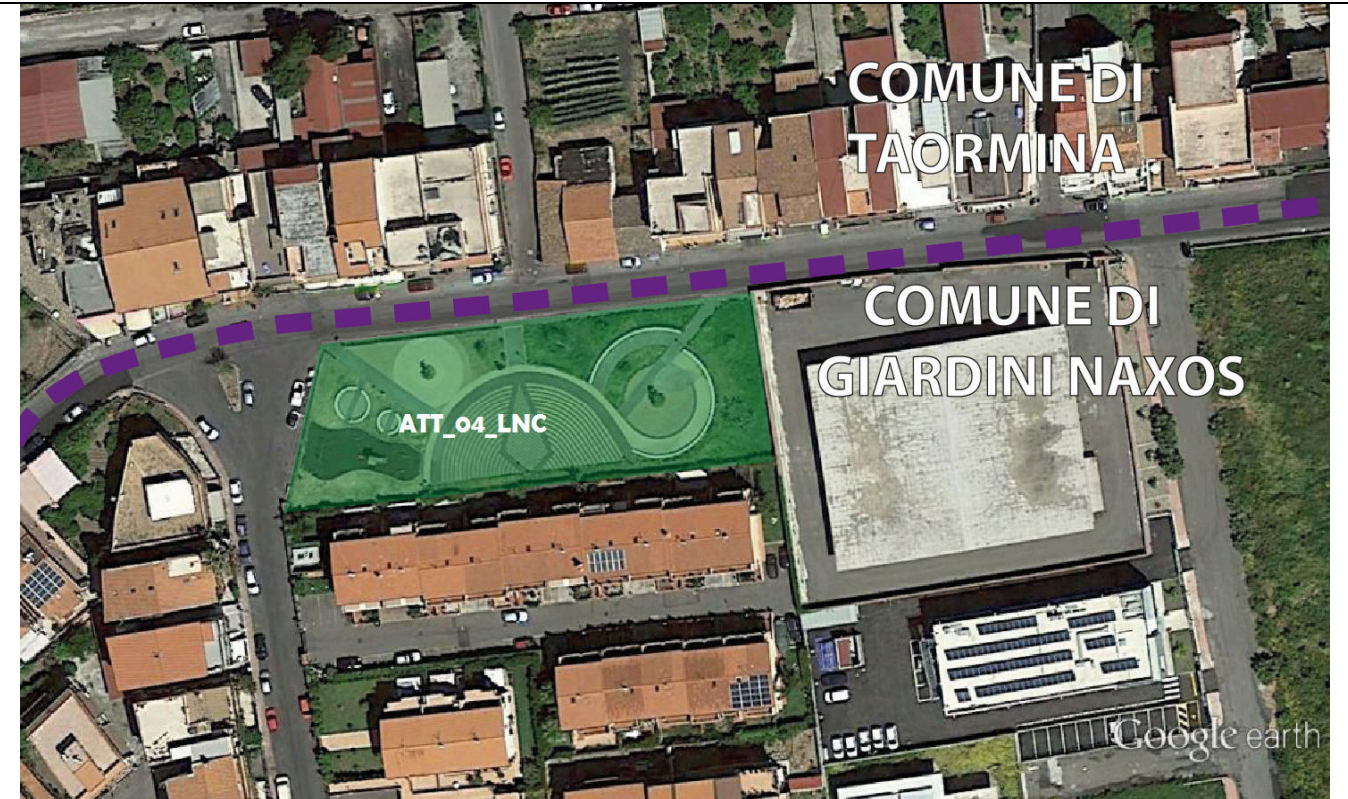 COMUNE DI
TAORMINA
COMUNE DI
GIARDINI NAXOS
ATT_04_LNC
Google earth